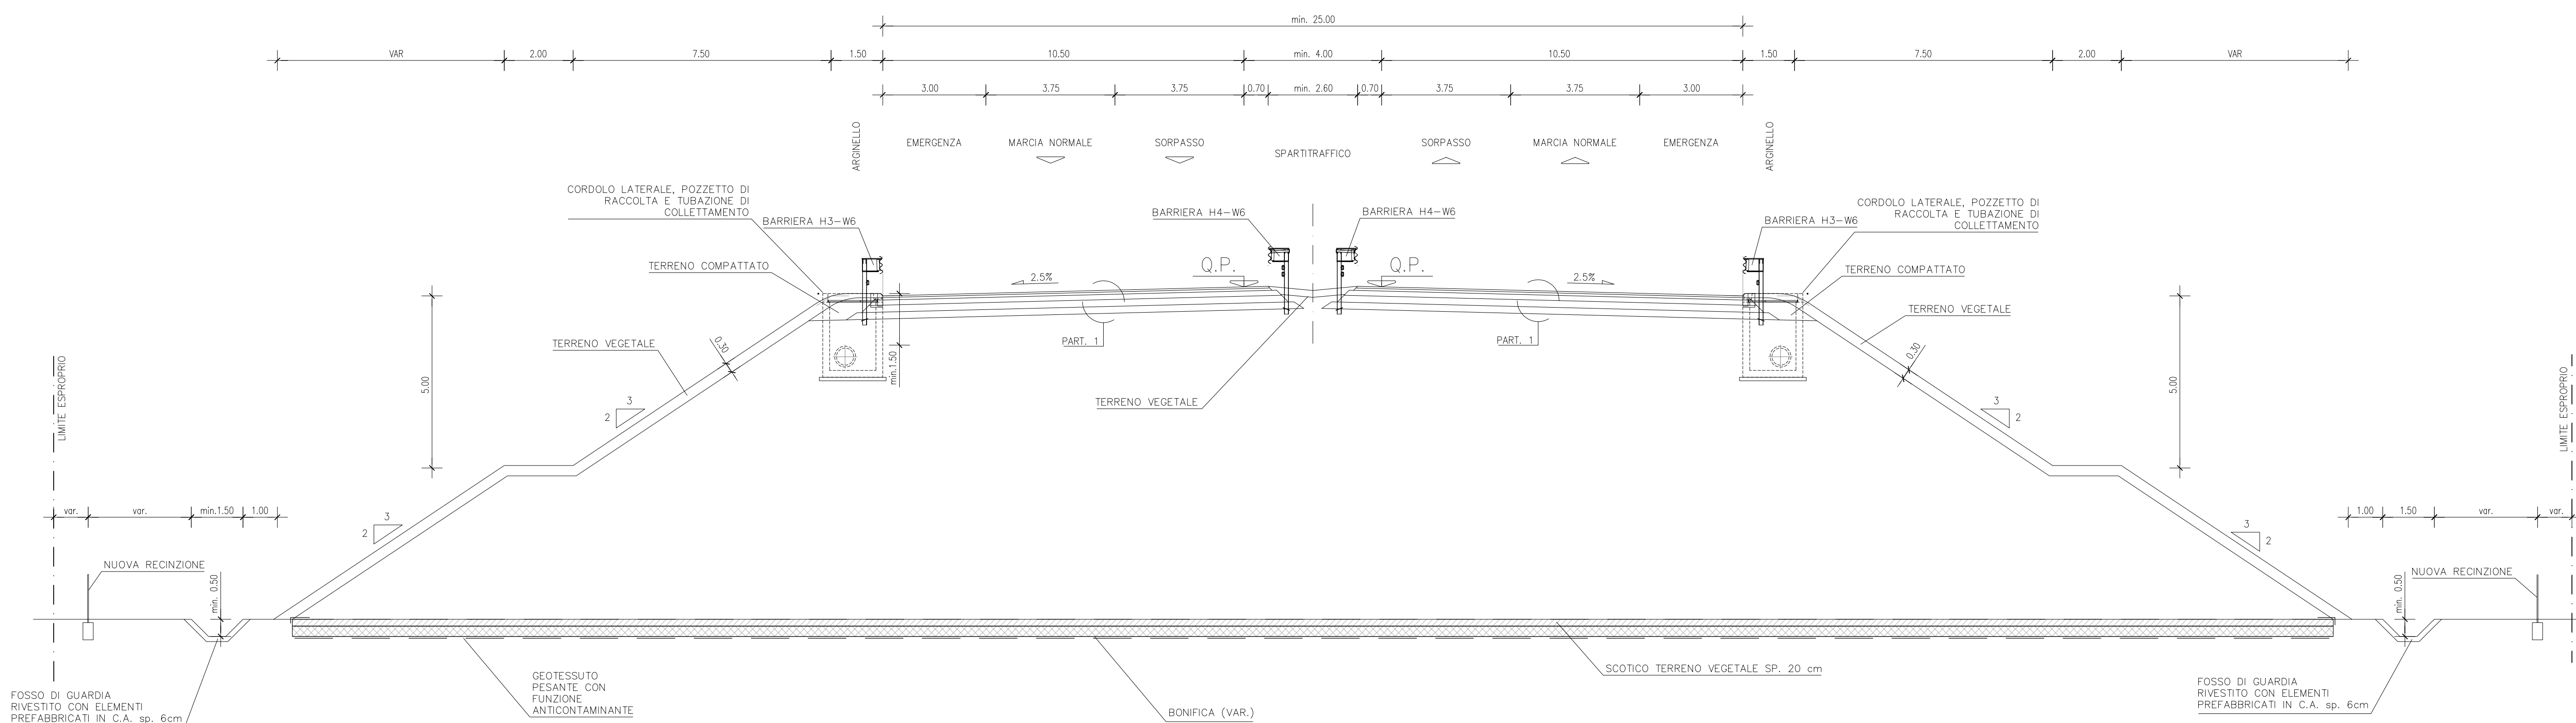 min. 25.00
VAR 2.00 7.50 1.50 10.50 min. 4.00 10.50 1.50 7.50 2.00 VAR
3.00 3.75 3.75 0.70 min. 2.60 0.70 3.75 3.75 3.00
ARGINELLO
EMERGENZA
MARCIA NORMALE
SORPASSO
SPARTITRAFFICO
SORPASSO
MARCIA NORMALE
EMERGENZA
ARGINELLO
CORDOLO LATERALE, POZZETTO DI
RACCOLTA E TUBAZIONE DI
COLLETTAMENTO
BARRIERA H3-W6
BARRIERA H4-W6
BARRIERA H4-W6
BARRIERA H3-W6
CORDOLO LATERALE, POZZETTO DI
RACCOLTA E TUBAZIONE DI
COLLETTAMENTO
TERRENO COMPATTATO
2.5%
Q.P.
Q.P.
2.5%
TERRENO COMPATTATO
TERRENO VEGETALE
TERRENO VEGETALE
0.30
min.1.50
PART. 1
PART. 1
TERRENO VEGETALE
0.30
LIMITE ESPROPRIO
5.00
3
2
3
2
5.00
LIMITE ESPROPRIO
var. var. min.1.50 1.00
3
2
3
2
1.00 1.50 var. var.
NUOVA RECINZIONE
min. 0.50
min. 0.50
NUOVA RECINZIONE
FOSSO DI GUARDIA
RIVESTITO CON ELEMENTI
PREFABBRICATI IN C.A. sp. 6cm
GEOTESSUTO
PESANTE CON
FUNZIONE
ANTICONTAMINANTE
BONIFICA (VAR.)
SCOTICO TERRENO VEGETALE SP. 20 cm
FOSSO DI GUARDIA
RIVESTITO CON ELEMENTI
PREFABBRICATI IN C.A. sp. 6cm